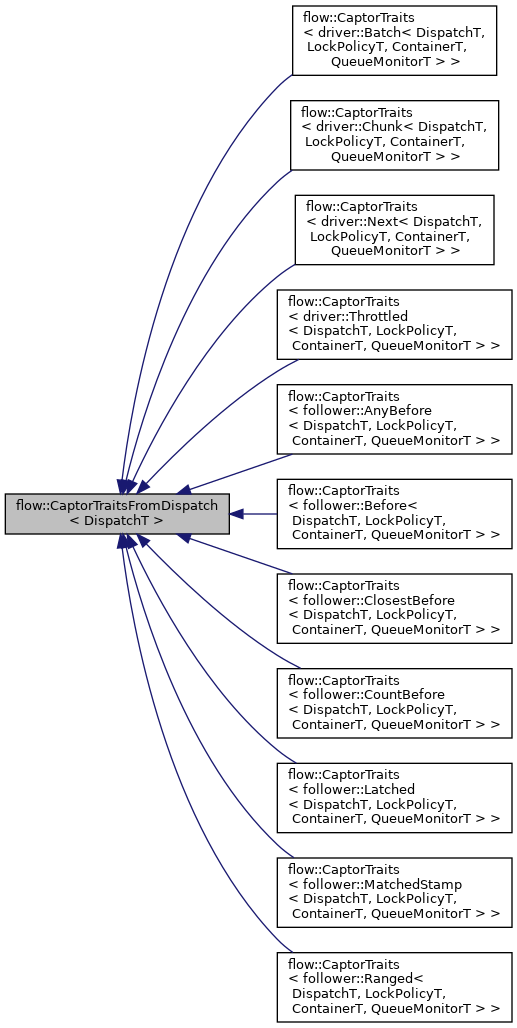 flow::CaptorTraits
< driver::Batch< DispatchT,
LockPolicyT, ContainerT,
QueueMonitorT > >
flow::CaptorTraits
< driver::Chunk< DispatchT,
LockPolicyT, ContainerT,
QueueMonitorT > >
flow::CaptorTraits
< driver::Next< DispatchT,
LockPolicyT, ContainerT,
QueueMonitorT > >
flow::CaptorTraits
< driver::Throttled
< DispatchT, LockPolicyT,
ContainerT, QueueMonitorT > >
flow::CaptorTraits
< follower::AnyBefore
< DispatchT, LockPolicyT,
ContainerT, QueueMonitorT > >
flow::CaptorTraitsFromDispatch
< DispatchT >
flow::CaptorTraits
< follower::Before<
DispatchT, LockPolicyT,
ContainerT, QueueMonitorT > >
flow::CaptorTraits
< follower::ClosestBefore
< DispatchT, LockPolicyT,
ContainerT, QueueMonitorT > >
flow::CaptorTraits
< follower::CountBefore
< DispatchT, LockPolicyT,
ContainerT, QueueMonitorT > >
flow::CaptorTraits
< follower::Latched
< DispatchT, LockPolicyT,
ContainerT, QueueMonitorT > >
flow::CaptorTraits
< follower::MatchedStamp
< DispatchT, LockPolicyT,
ContainerT, QueueMonitorT > >
flow::CaptorTraits
< follower::Ranged<
DispatchT, LockPolicyT,
ContainerT, QueueMonitorT > >